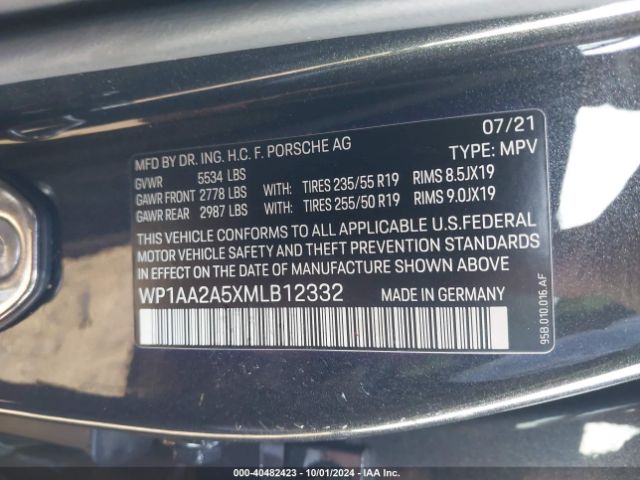 07/21
MFD BY DR. ING. H.C. F. PORSCHE AG
TYPE: MPV
GVWR 5534 LBS
GAWR FRONT 2778 LBS WITH: TIRES 235/55 R19 RIMS 8.5JX19
GAWR REAR 2987 LBS WITH: TIRES 255/50 R19 RIMS 9.0JX19
THIS VEHICLE CONFORMS TO ALL APPLICABLE U.S.FEDERAL
MOTOR VEHICLE SAFETY AND THEFT PREVENTION STANDARDS
IN EFFECT ON THE DATE OF MANUFACTURE SHOWN ABOVE
WP1AA2A5XMLB12332 MADE IN GERMANY
95B.010.016.AF
000-40482423 - 10/01/2024 - IAA Inc.